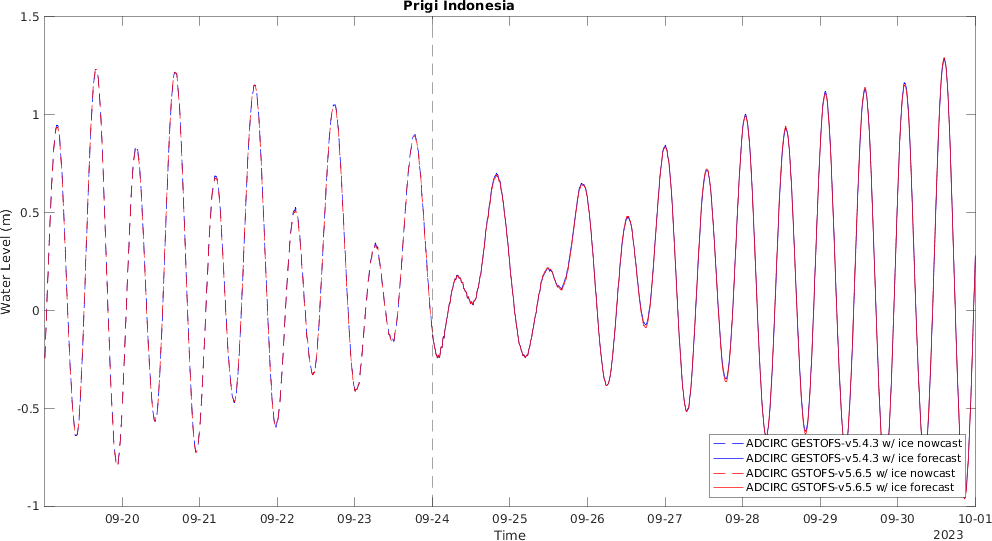 Prigi Indonesia
1.5
1
0.5
0
-0.5
-1
Water Level (m)
09-20 09-21 09-22 09-23 09-24 09-25 09-26 09-27 09-28 09-29 09-30 10-01
Time
2023
ADCIRC GESTOFS-v5.4.3 w/ ice nowcast
ADCIRC GESTOFS-v5.4.3 w/ ice forecast
ADCIRC GSTOFS-v5.6.5 w/ ice nowcast
ADCIRC GSTOFS-v5.6.5 w/ ice forecast